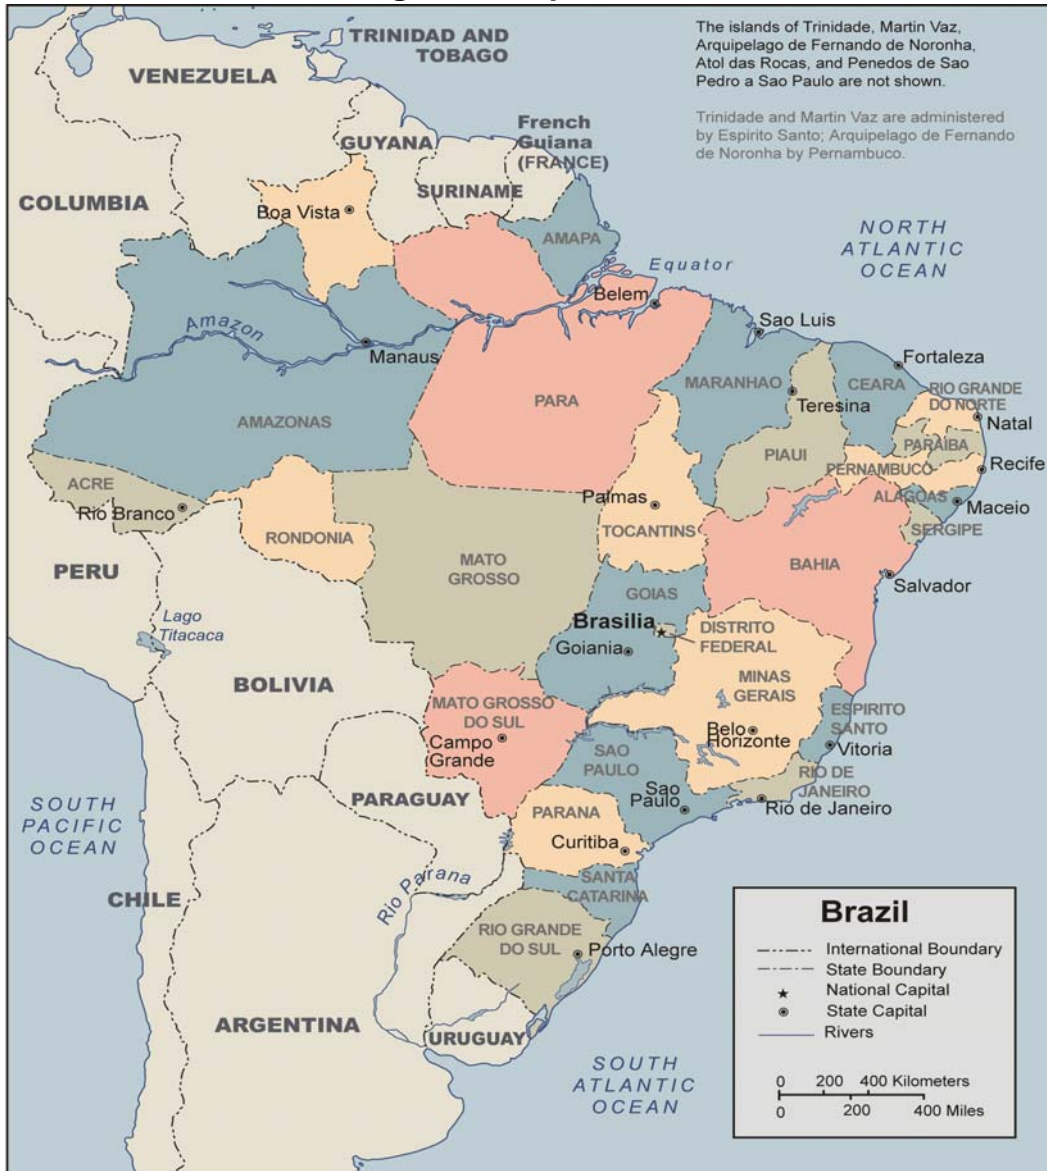 TRINIDAD AND
TOBAGO
The islands of Trinidade, Martin Vaz,
Arquipelago de Fernando de Noronha,
Atol das Rocas, and Penedos de Sao
Pedro a Sao Paulo are not shown.
Trinidade and Martin Vaz are administered
by Espirito Santo; Arquipelago de Fernando
de Noronha by Pernambuco.
VENEZUELA
GUYANA
French
Guiana
(FRANCE)
SURINAME
COLUMBIA
Boa Vista
AMAPA
NORTH
ATLANTIC
OCEAN
Equator
Belem
Amazon
Manaus
Sao Luis
Fortaleza
AMAZONAS
PARA
MARANHAO
Teresina
CEARA
RIO GRANDE
DO NORTE
Natal
PARAIBA
PIAUI
PERNAMBUCO
Recife
ACRE
Rio Branco
RONDONIA
MATO
GROSSO
Palmas
TOCANTINS
ALAGOAS
Maceio
SERGIPE
BAHIA
Salvador
PERU
Lago
Titacaca
GOIAS
Brasilia
DISTRITO
FEDERAL
Goiania
BOLIVIA
MINAS
GERAIS
MATO GROSSO
DO SUL
Campo
Grande
Belo
Horizonte
ESPIRITO
SANTO
Vitoria
SAO
PAULO
Sao
Paulo
RIO DE
JANEIRO
Rio de Janeiro
PARAGUAY
PARANA
Curitiba
SOUTH
PACIFIC
OCEAN
Rio Parana
SANTA
CATARINA
CHILE
RIO GRANDE
DO SUL
Porto Alegre
ARGENTINA
URUGUAY
SOUTH
ATLANTIC
OCEAN
Brazil
International Boundary
State Boundary
National Capital
State Capital
Rivers
0 200 400 Kilometers
0 200 400 Miles